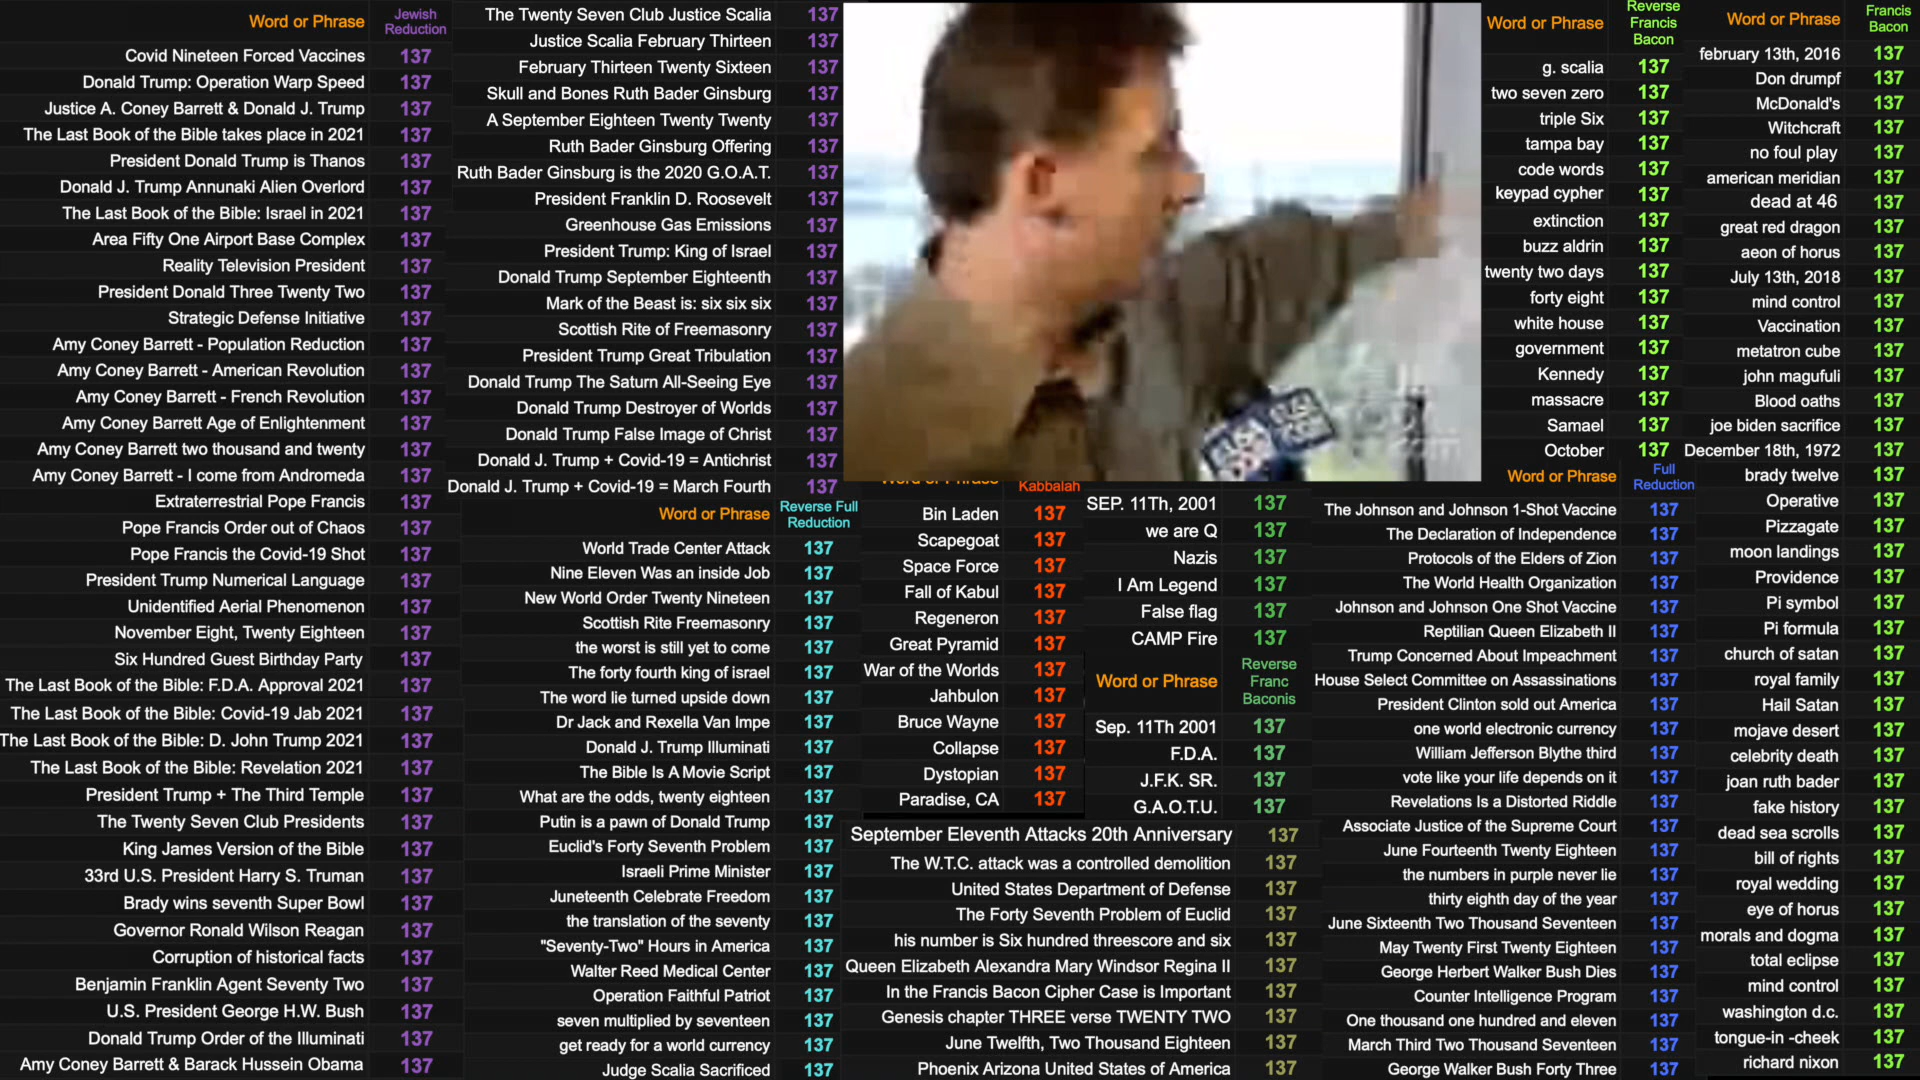 Word or Phrase Jewish Reduction
Covid Nineteen Forced Vaccines 137
Donald Trump: Operation Warp Speed 137
Justice A. Coney Barrett & Donald J. Trump 137
The Last Book of the Bible takes place in 2021 137
President Donald Trump is Thanos 137
Donald J. Trump Annunaki Alien Overlord 137
The Last Book of the Bible: Israel in 2021 137
Area Fifty One Airport Base Complex 137
Reality Television President 137
President Donald Three Twenty Two 137
Strategic Defense Initiative 137
Amy Coney Barrett - Population Reduction 137
Amy Coney Barrett - American Revolution 137
Amy Coney Barrett - French Revolution 137
Amy Coney Barrett Age of Enlightenment 137
Amy Coney Barrett two thousand and twenty 137
Amy Coney Barrett - I come from Andromeda 137
Extraterrestrial Pope Francis 137
Pope Francis Order out of Chaos 137
Pope Francis the Covid-19 Shot 137
President Trump Numerical Language 137
Unidentified Aerial Phenomenon 137
November Eight, Twenty Eighteen 137
Six Hundred Guest Birthday Party 137
The Last Book of the Bible: F.D.A. Approval 2021 137
The Last Book of the Bible: Covid-19 Jab 2021 137
The Last Book of the Bible: D. John Trump 2021 137
The Last Book of the Bible: Revelation 2021 137
President Trump + The Third Temple 137
The Twenty Seven Club Presidents 137
King James Version of the Bible 137
33rd U.S. President Harry S. Truman 137
Brady wins seventh Super Bowl 137
Governor Ronald Wilson Reagan 137
Corruption of historical facts 137
Benjamin Franklin Agent Seventy Two 137
U.S. President George H.W. Bush 137
Donald Trump Order of the Illuminati 137
Amy Coney Barrett & Barack Hussein Obama 137
The Twenty Seven Club Justice Scalia 137
Justice Scalia February Thirteen 137
February Thirteen Twenty Sixteen 137
Skull and Bones Ruth Bader Ginsburg 137
A September Eighteen Twenty Twenty 137
Ruth Bader Ginsburg Offering 137
Ruth Bader Ginsburg is the 2020 G.O.A.T. 137
President Franklin D. Roosevelt 137
Greenhouse Gas Emissions 137
President Trump: King of Israel 137
Donald Trump September Eighteenth 137
Mark of the Beast is: six six six 137
Scottish Rite of Freemasonry 137
President Trump Great Tribulation 137
Donald Trump The Saturn All-Seeing Eye 137
Donald Trump Destroyer of Worlds 137
Donald Trump False Image of Christ 137
Donald J. Trump + Covid-19 = Antichrist 137
Donald J. Trump + Covid-19 = March Fourth 137
Word or Phrase Reverse Full Reduction
World Trade Center Attack 137
Nine Eleven Was an inside Job 137
New World Order Twenty Nineteen 137
Scottish Rite Freemasonry 137
the worst is still yet to come 137
The forty fourth king of israel 137
The word lie turned upside down 137
Dr Jack and Rexella Van Impe 137
Donald J. Trump Illuminati 137
The Bible Is A Movie Script 137
What are the odds, twenty eighteen 137
Putin is a pawn of Donald Trump 137
Euclid's Forty Seventh Problem 137
Israeli Prime Minister 137
Juneteenth Celebrate Freedom 137
the translation of the seventy 137
"Seventy-Two" Hours in America 137
Walter Reed Medical Center 137
Operation Faithful Patriot 137
seven multiplied by seventeen 137
get ready for a world currency 137
Judge Scalia Sacrificed 137
Word or Phrase Kabbalah
Bin Laden 137
Scapegoat 137
Space Force 137
Fall of Kabul 137
Regeneron 137
Great Pyramid 137
War of the Worlds 137
Jahbulon 137
Bruce Wayne 137
Collapse 137
Dystopian 137
Paradise, CA 137
SEP. 11Th, 2001 137
we are Q 137
Nazis 137
I Am Legend 137
False flag 137
CAMP Fire 137
Word or Phrase Reverse Franc Baconis
Sep. 11Th 2001 137
F.D.A. 137
J.F.K. SR. 137
G.A.O.T.U. 137
September Eleventh Attacks 20th Anniversary 137
The W.T.C. attack was a controlled demolition 137
United States Department of Defense 137
The Forty Seventh Problem of Euclid 137
his number is Six hundred threescore and six 137
Queen Elizabeth Alexandra Mary Windsor Regina II 137
In the Francis Bacon Cipher Case is Important 137
Genesis chapter THREE verse TWENTY TWO 137
June Twelfth, Two Thousand Eighteen 137
Phoenix Arizona United States of America 137
Word or Phrase Reverse Francis Bacon
g. scalia 137
two seven zero 137
triple Six 137
tampa bay 137
code words 137
keypad cypher 137
extinction 137
buzz aldrin 137
twenty two days 137
forty eight 137
white house 137
government 137
Kennedy 137
massacre 137
Samael 137
October 137
Word or Phrase Full Reduction
The Johnson and Johnson 1-Shot Vaccine 137
The Declaration of Independence 137
Protocols of the Elders of Zion 137
The World Health Organization 137
Johnson and Johnson One Shot Vaccine 137
Reptilian Queen Elizabeth II 137
Trump Concerned About Impeachment 137
House Select Committee on Assassinations 137
President Clinton sold out America 137
one world electronic currency 137
William Jefferson Blythe third 137
vote like your life depends on it 137
Revelations Is a Distorted Riddle 137
Associate Justice of the Supreme Court 137
June Fourteenth Twenty Eighteen 137
the numbers in purple never lie 137
thirty eighth day of the year 137
June Sixteenth Two Thousand Seventeen 137
May Twenty First Twenty Eighteen 137
George Herbert Walker Bush Dies 137
Counter Intelligence Program 137
One thousand one hundred and eleven 137
March Third Two Thousand Seventeen 137
George Walker Bush Forty Three 137
Word or Phrase Francis Bacon
february 13th, 2016 137
Don drumpf 137
McDonald's 137
Witchcraft 137
no foul play 137
american meridian 137
dead at 46 137
great red dragon 137
aeon of horus 137
July 13th, 2018 137
mind control 137
Vaccination 137
metatron cube 137
john magufuli 137
Blood oaths 137
joe biden sacrifice 137
December 18th, 1972 137
brady twelve 137
Operative 137
Pizzagate 137
moon landings 137
Providence 137
Pi symbol 137
Pi formula 137
church of satan 137
royal family 137
Hail Satan 137
mojave desert 137
celebrity death 137
joan ruth bader 137
fake history 137
dead sea scrolls 137
bill of rights 137
royal wedding 137
eye of horus 137
morals and dogma 137
total eclipse 137
mind control 137
washington d.c. 137
tongue-in -cheek 137
richard nixon 137